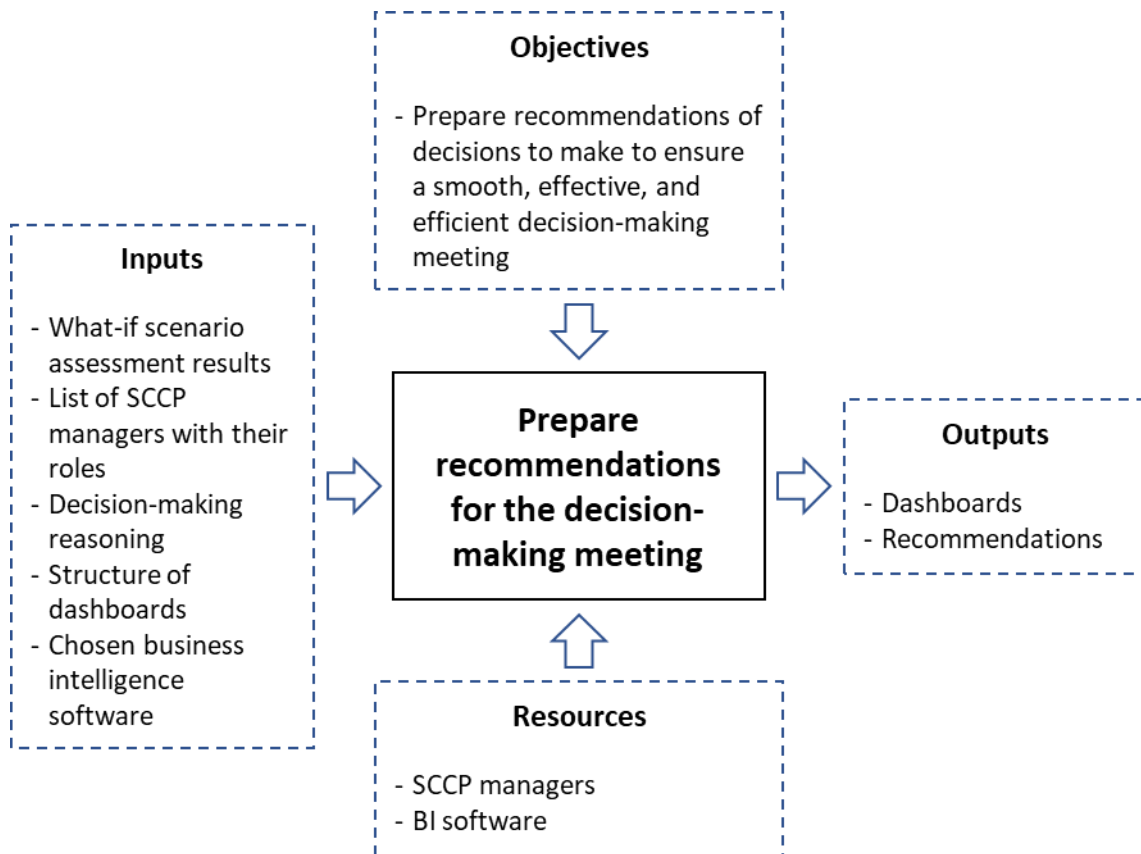 Objectives
- Prepare recommendations of
decisions to make to ensure
a smooth, effective, and
efficient decision-making
meeting
Inputs
- What-if scenario
assessment results
- List of SCCP
managers with their
roles
- Decision-making
reasoning
- Structure of
dashboards
- Chosen business
intelligence
software
Prepare
recommendations
for the decision-
making meeting
Outputs
- Dashboards
- Recommendations
Resources
- SCCP managers
- BI software